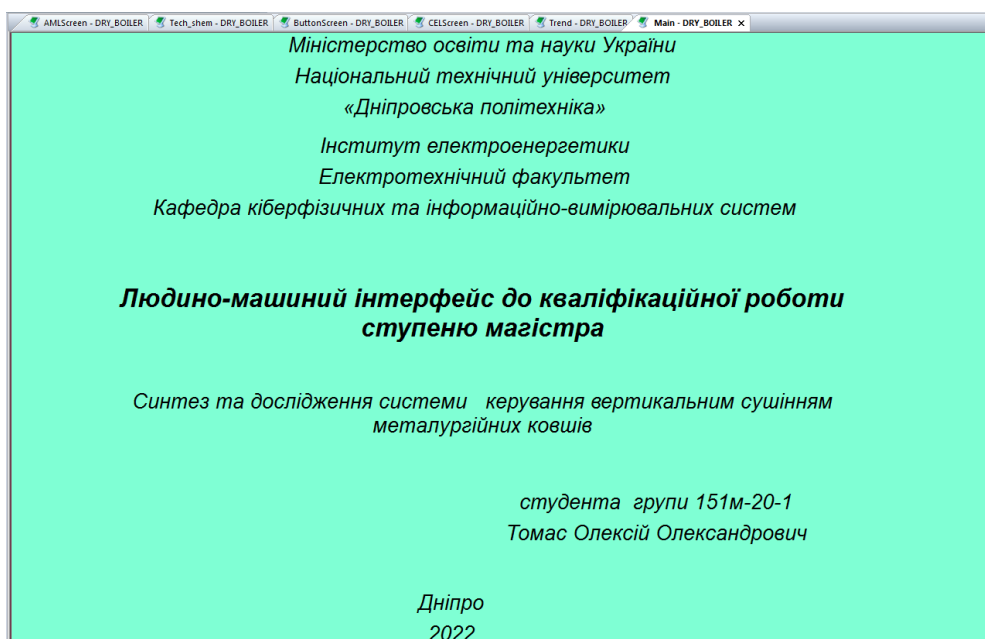 AMLScreen - DRY_BOILER Tech_shem - DRY_BOILER ButtonScreen - DRY_BOILER CELScreen - DRY_BOILER Trend - DRY_BOILER Main - DRY_BOILER ×
Міністерство освіти та науки України
Національний технічний університет
«Дніпровська політехніка»
Інститут електроенергетики
Електротехнічний факультет
Кафедра кіберфізичних та інформаційно-вимірювальних систем
Людино-машиний інтерфейс до кваліфікаційної роботи
ступеню магістра
Синтез та дослідження системи керування вертикальним сушінням
металургійних ковшів
студента групи 151м-20-1
Томас Олексій Олександрович
Дніпро
2022